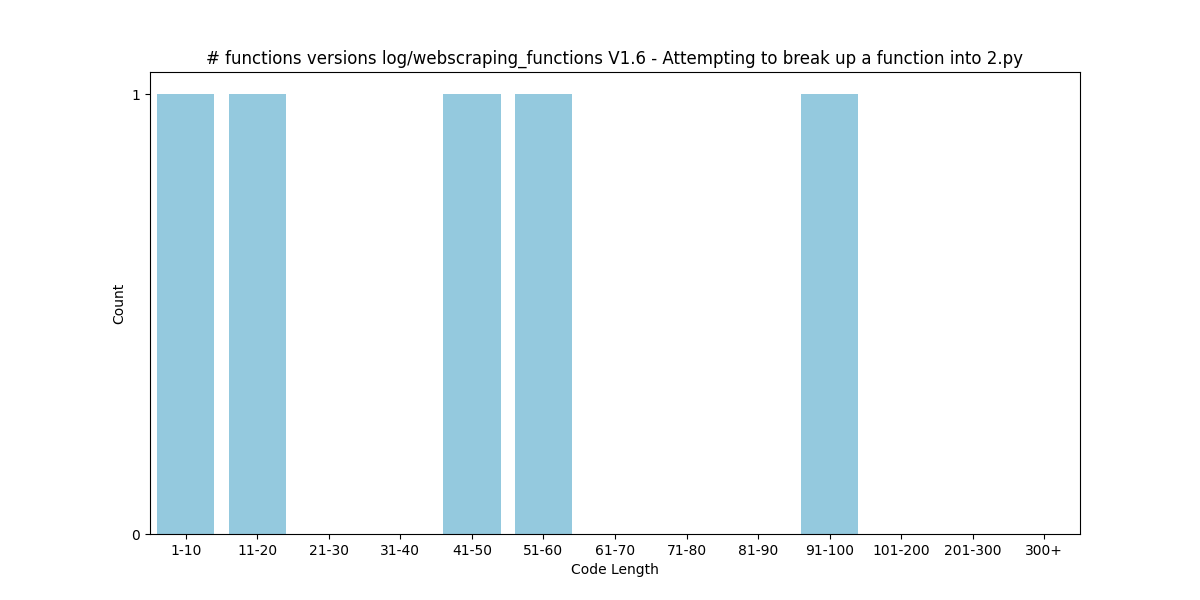 # functions versions log/webscraping_functions V1.6 - Attempting to break up a function into 2.py
1
0
Count
1-10 11-20 21-30 31-40 41-50 51-60 61-70 71-80 81-90 91-100 101-200 201-300 300+
Code Length